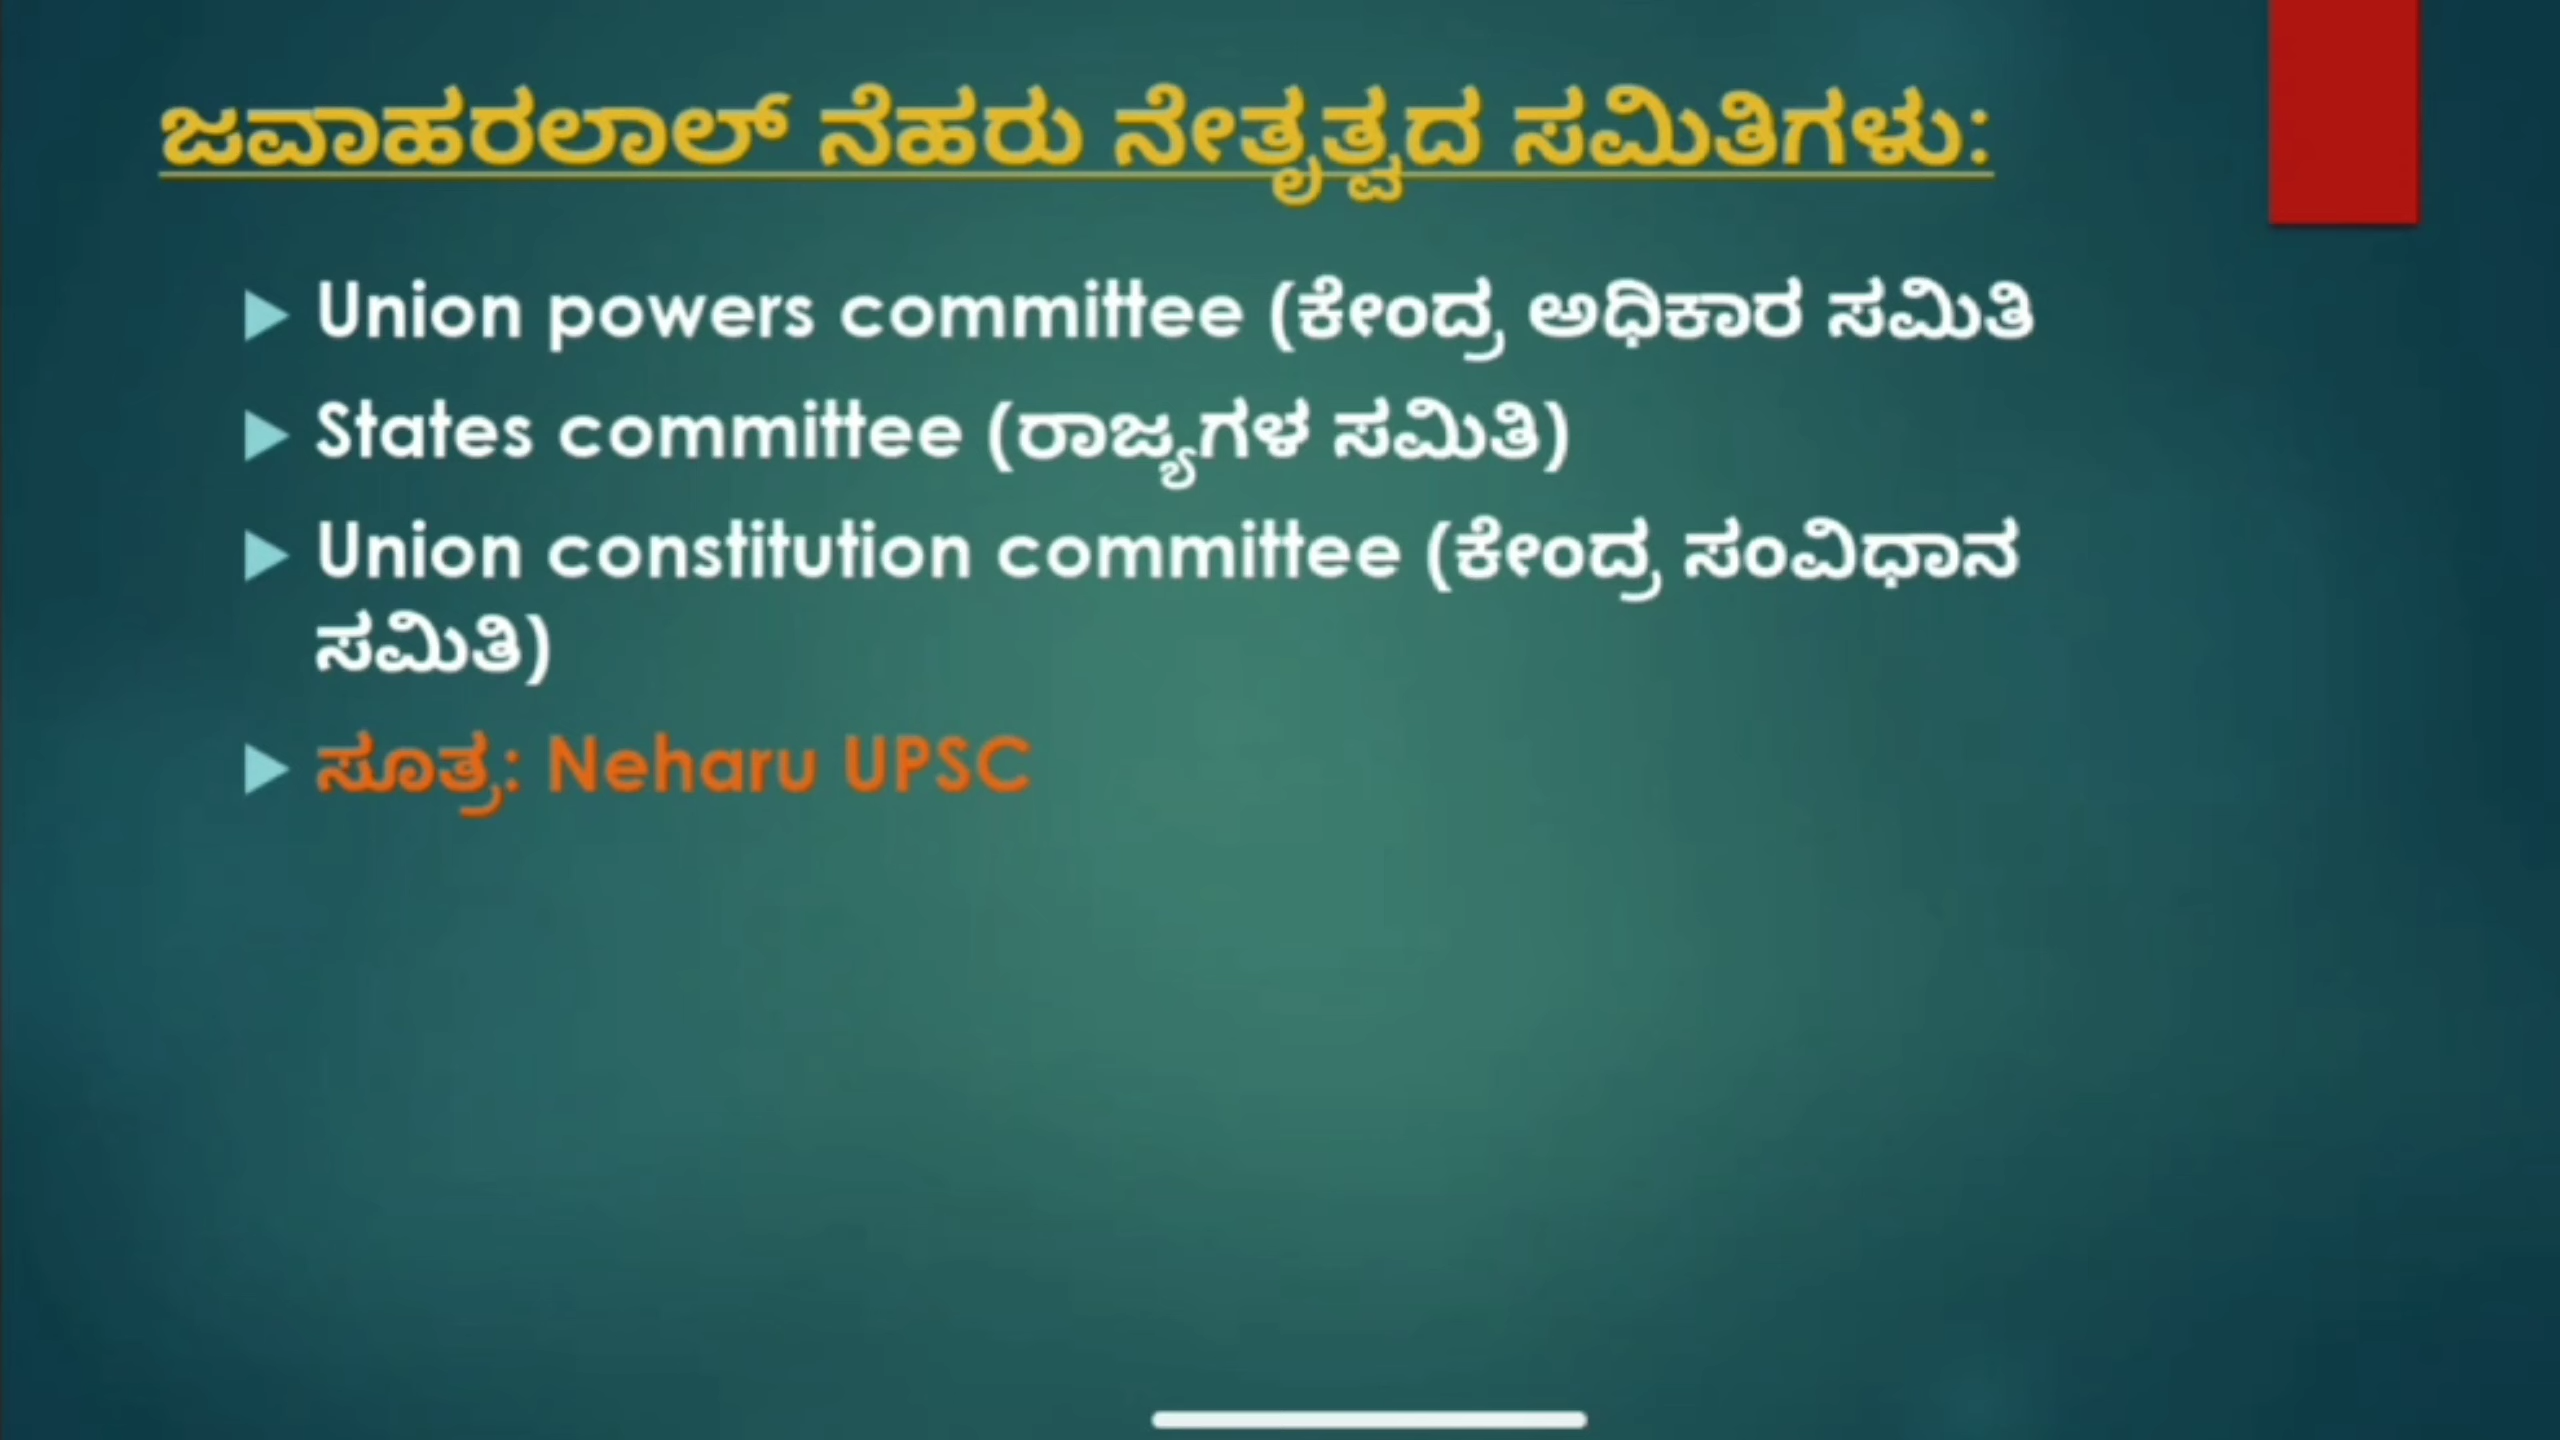 ಜವಾಹರಲಾಲ್ ನೆಹರು ನೇತೃತ್ವದ ಸಮಿತಿಗಳು:
Union powers committee (ಕೇಂದ್ರ ಅಧಿಕಾರ ಸಮಿತಿ
States committee (ರಾಜ್ಯಗಳ ಸಮಿತಿ)
Union constitution committee (ಕೇಂದ್ರ ಸಂವಿಧಾನ
ಸಮಿತಿ)
ಸೂತ್ರ: Neharu UPSC